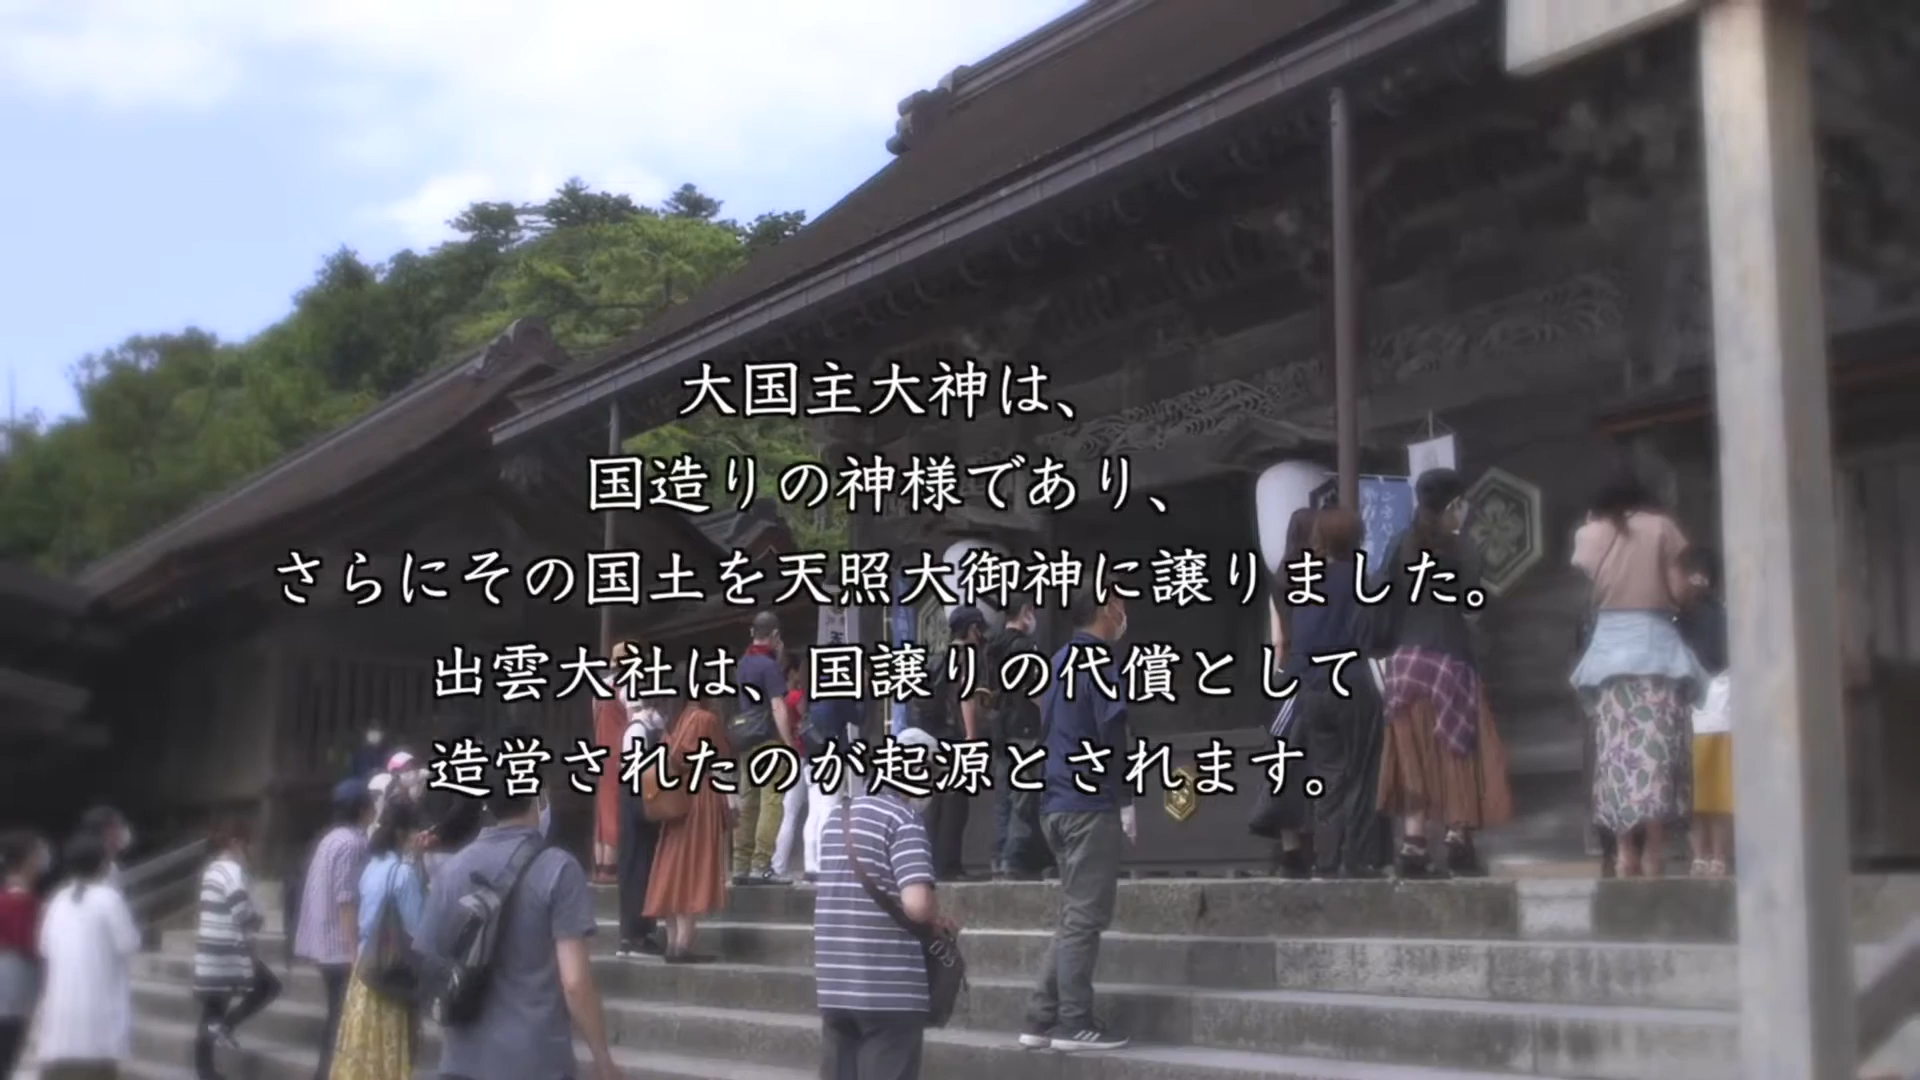 大国主大神は、
国造りの神様であり、
さらにその国土を天照大御神に譲りました。
出雲大社は、国譲りの代償として
造営されたのが起源とされます。